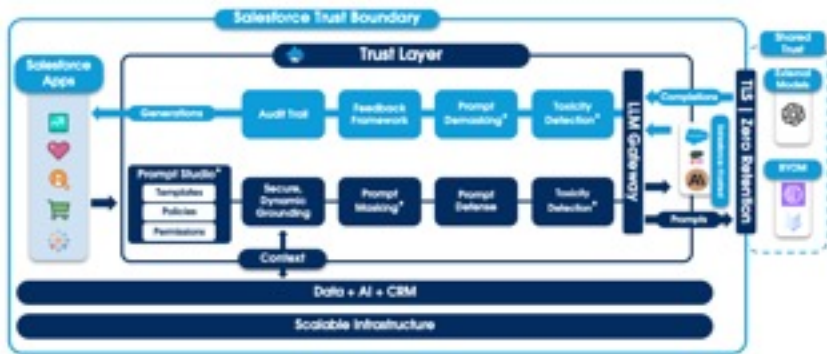 Salesforce Trust Boundary
Trust Layer
Salesforce
Apps
Generations
Audit Trail
Feedback
Framework
Prompt
Demasking*
Toxicity
Detection*
LLM Gateway
Completions
TLS | Zero Retention
Shared Trust
External
Models
BYOM
Salesforce Hosted
Prompt Studio*
Templates
Policies
Permissions
Secure,
Dynamic
Grounding
Prompt
Masking*
Prompt
Defense
Toxicity
Detection*
Prompts
Context
Data + AI + CRM
Scalable Infrastructure